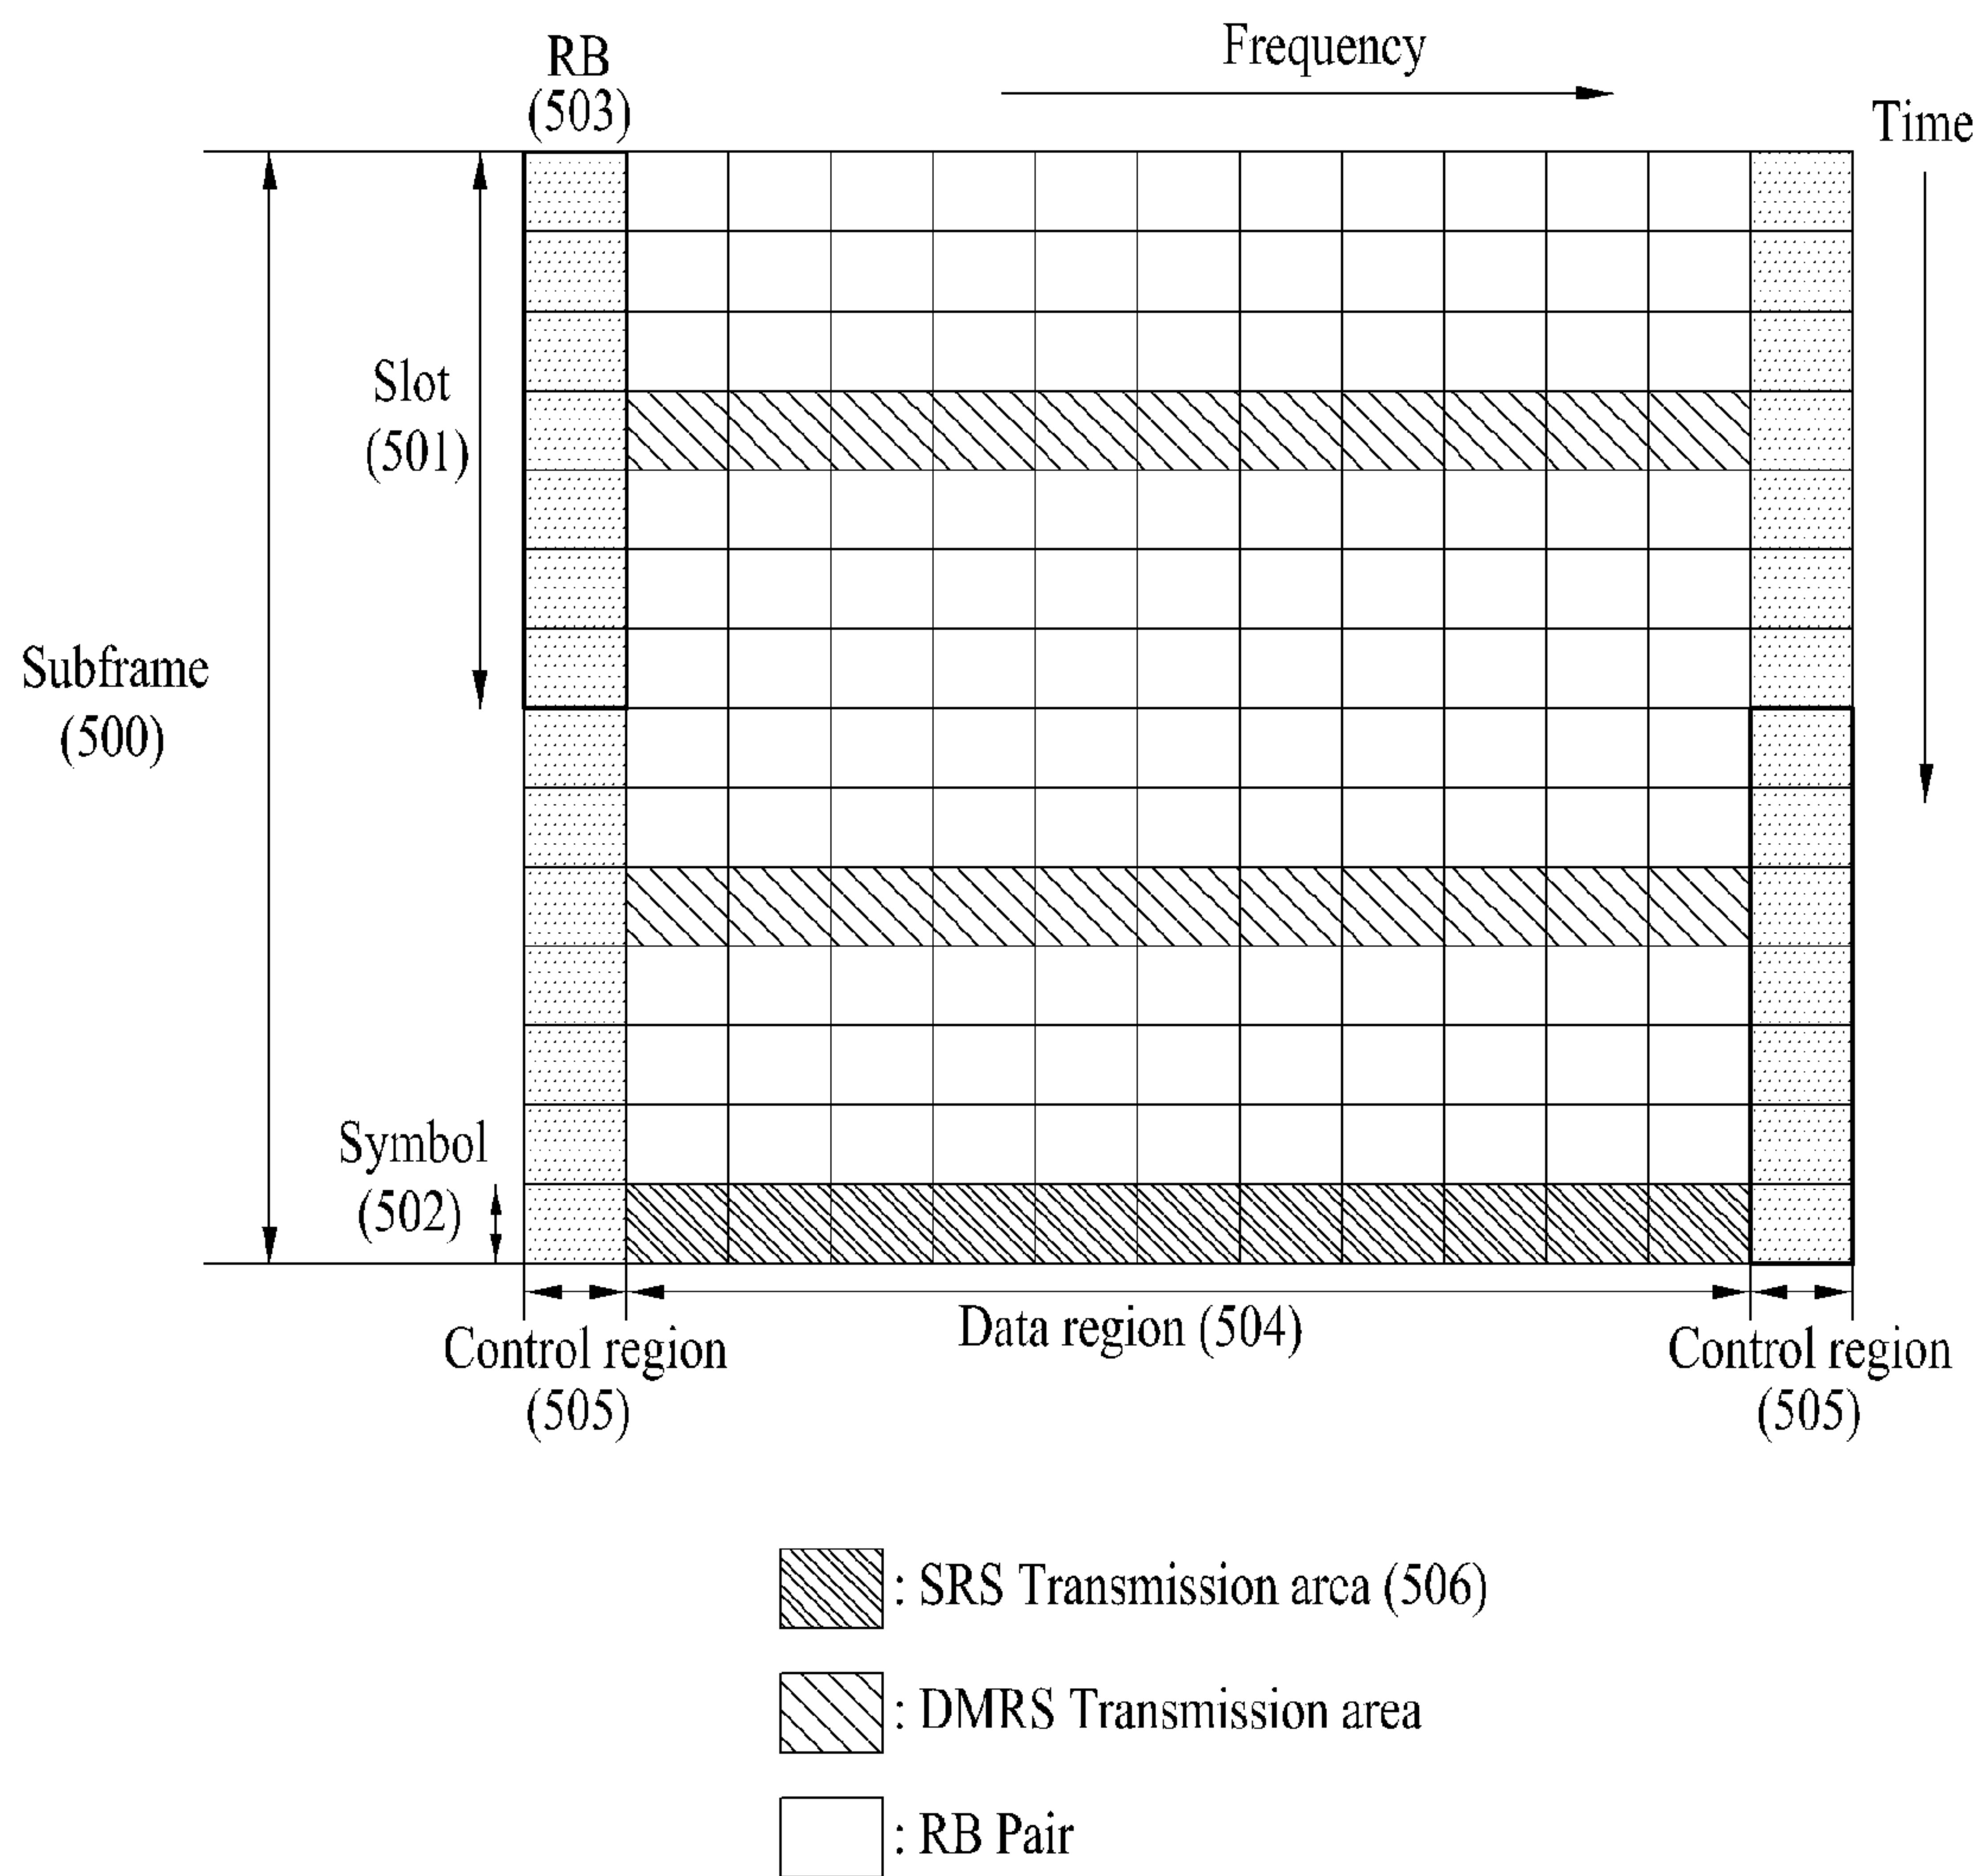 RB
(503)
Frequency
Time
Slot
(501)
Subframe
(500)
Symbol
(502)
Control region
(505)
Data region (504)
Control region
(505)
: SRS Transmission area (506)
: DMRS Transmission area
: RB Pair